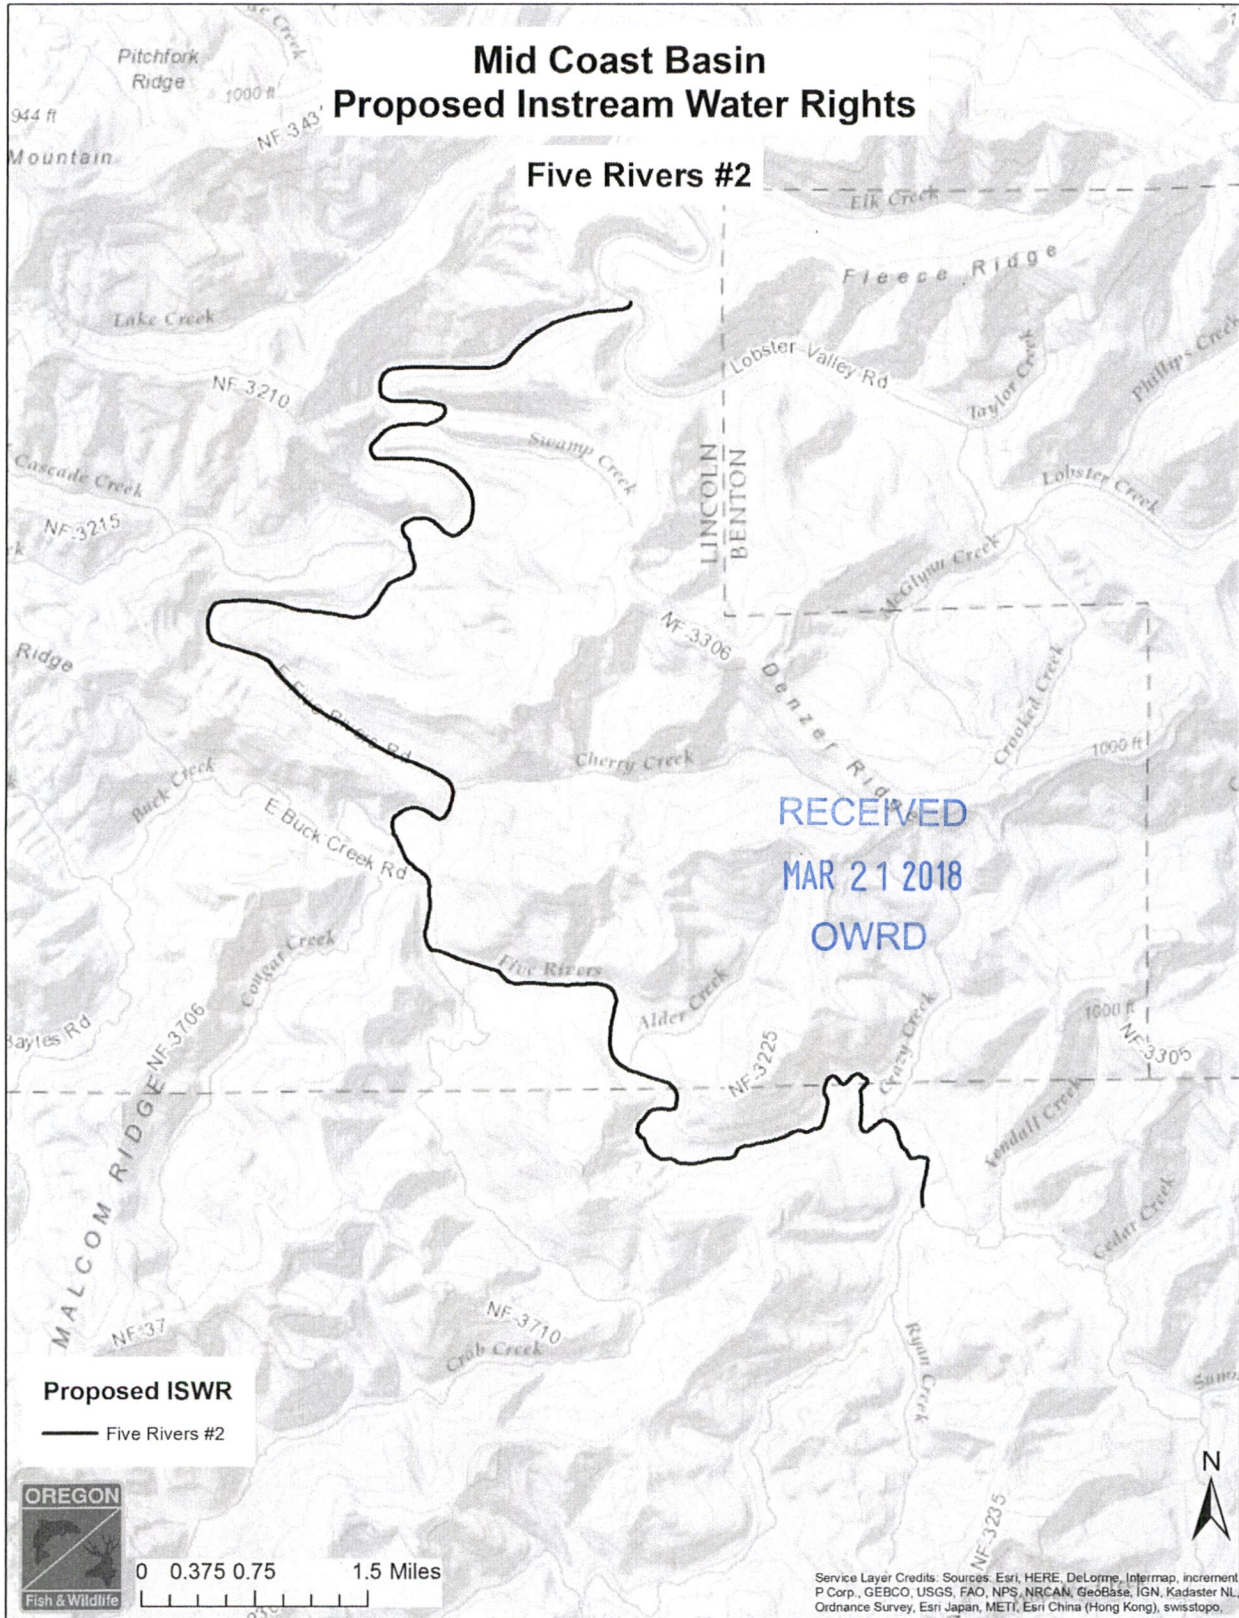 Mid Coast Basin
Proposed Instream Water Rights
Five Rivers #2
Pitchfork
Ridge
1000 ft
944 ft
Mountain
Elk Creek
Fleece Ridge
Lake Creek
NF-3210
Lobster Valley Rd
Taylor Creek
Phillips Creek
Swamp Creek
Cascade Creek
NF-3215
LINCOLN
BENTON
Lobster Creek
McGlynn Creek
Ridge
NF-3306
Denzer Ridge
Crooked Creek
1000 ft
E Five Rivers Rd
Cherry Creek
Buck Creek
E Buck Creek Rd
RECEIVED
MAR 21 2018
OWRD
Cougar Creek
Five Rivers
Alder Creek
Crazy Creek
1000 ft
NF-3305
Bayles Rd
NF-3706
NF-3225
Kendall Creek
MALCOM RIDGE
Cedar Creek
NF-37
NF-3710
Crab Creek
Ryan Creek
Proposed ISWR
Five Rivers #2
N
NF-3235
OREGON
Fish & Wildlife
0 0.375 0.75 1.5 Miles
Service Layer Credits: Sources: Esri, HERE, DeLorme, Intermap, increment
P Corp., GEBCO, USGS, FAO, NPS, NRCAN, GeoBase, IGN, Kadaster NL,
Ordnance Survey, Esri Japan, METI, Esri China (Hong Kong), swisstopo,